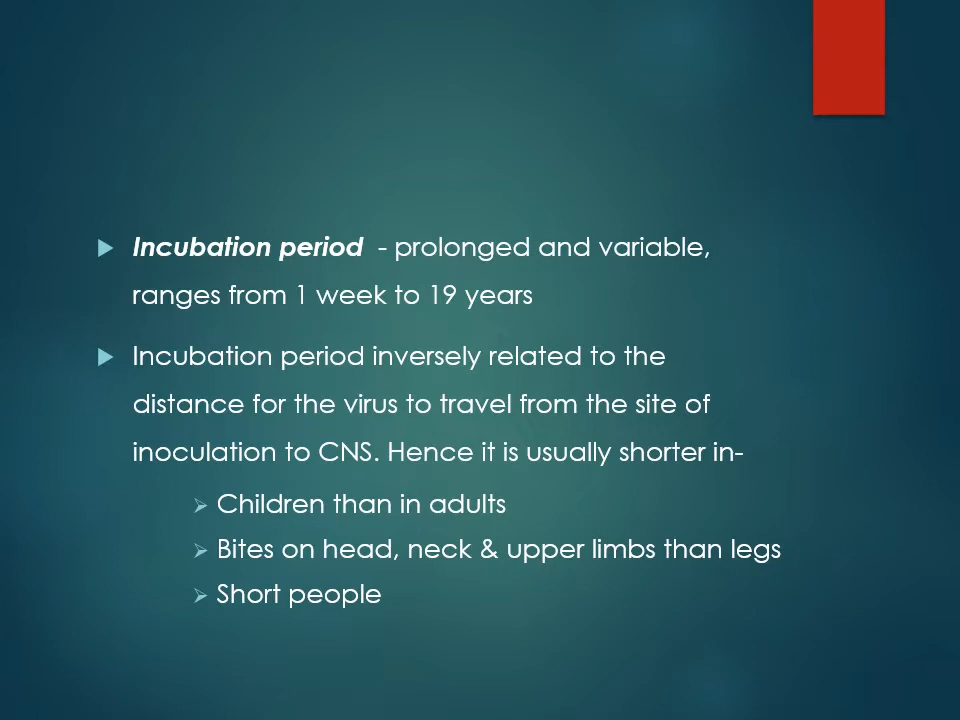 Incubation period - prolonged and variable,
ranges from 1 week to 19 years
Incubation period inversely related to the
distance for the virus to travel from the site of
inoculation to CNS. Hence it is usually shorter in-
Children than in adults
Bites on head, neck & upper limbs than legs
Short people